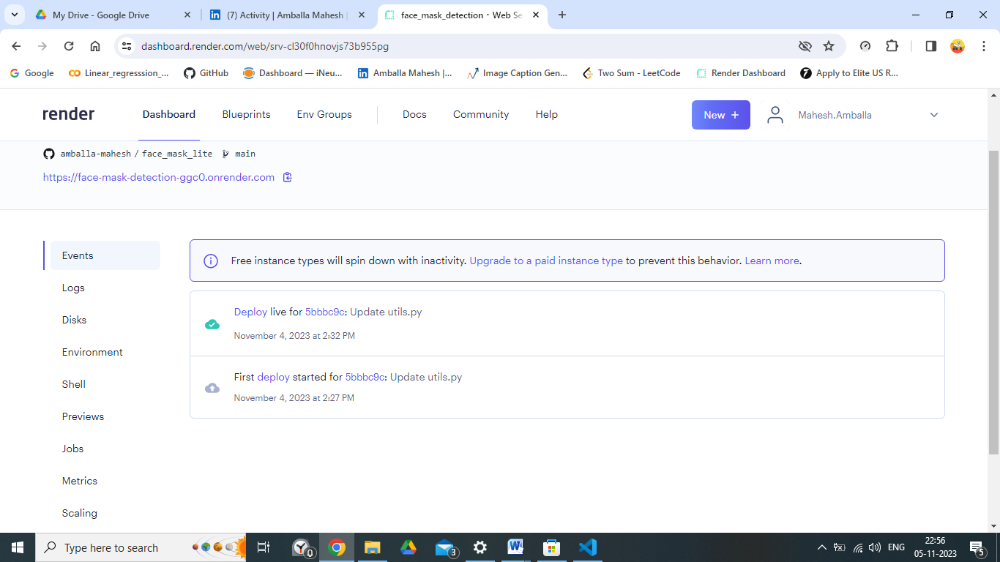 My Drive - Google Drive
(7) Activity | Amballa Mahesh |
face_mask_detection · Web Se
dashboard.render.com/web/srv-cl30f0hnovjs73b955pg
Google
Linear_regresssion_...
GitHub
Dashboard — iNeu...
Amballa Mahesh |...
Image Caption Gen...
Two Sum - LeetCode
Render Dashboard
Apply to Elite US R...
render
Dashboard
Blueprints
Env Groups
Docs
Community
Help
New +
Mahesh.Amballa
amballa-mahesh / face_mask_lite main
https://face-mask-detection-ggc0.onrender.com
Events
Logs
Disks
Environment
Shell
Previews
Jobs
Metrics
Scaling
Free instance types will spin down with inactivity. Upgrade to a paid instance type to prevent this behavior. Learn more.
Deploy live for 5bbbc9c: Update utils.py
November 4, 2023 at 2:32 PM
First deploy started for 5bbbc9c: Update utils.py
November 4, 2023 at 2:27 PM
Type here to search
0
3
ENG
22:56
05-11-2023
5